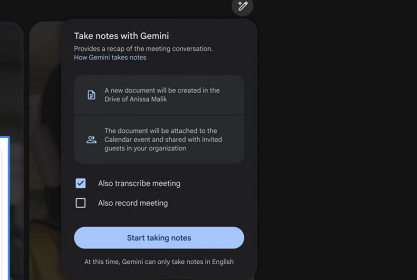 Take notes with Gemini
Provides a recap of the meeting conversation.
How Gemini takes notes
A new document will be created in the
Drive of Anissa Malik
The document will be attached to the
Calendar event and shared with invited
guests in your organization
Also transcribe meeting
Also record meeting
Start taking notes
At this time, Gemini can only take notes in English